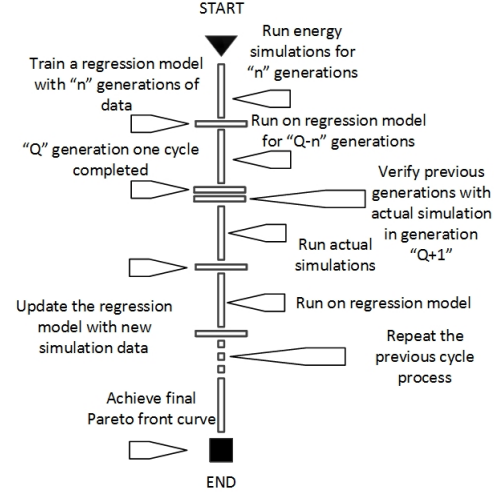 START
Run energy
simulations for
“n” generations
Train a regression model
with “n” generations of
data
Run on regression model
for “Q-n” generations
“Q” generation one cycle
completed
Verify previous
generations with
actual simulation
in generation
“Q+1”
Run actual
simulations
Update the regression
model with new
simulation data
Run on regression model
Repeat the
previous cycle
process
Achieve final
Pareto front curve
END